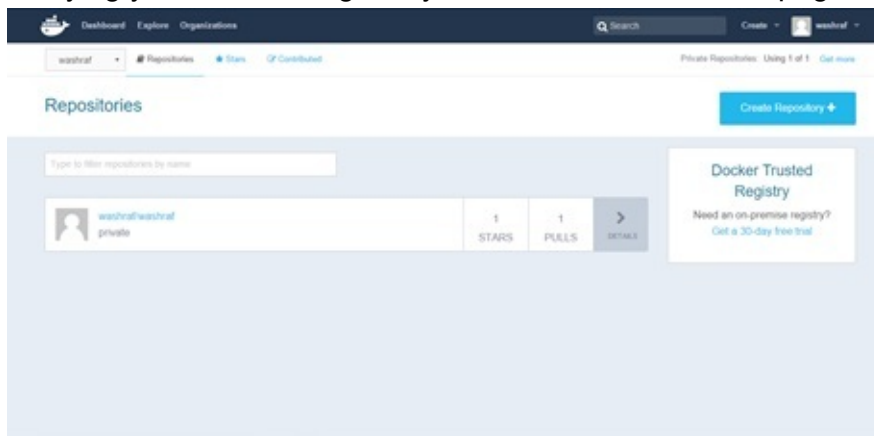 Dashboard Explore Organizations Search Create washraf
washraf Repositories Stars Contributed Private Repositories: Using 1 of 1 Get more
Repositories
Create Repository +
Type to filter repositories by name
washraf/washraf
private
1
STARS
1
PULLS
DETAILS
Docker Trusted
Registry
Need an on-premise registry?
Get a 30-day free trial